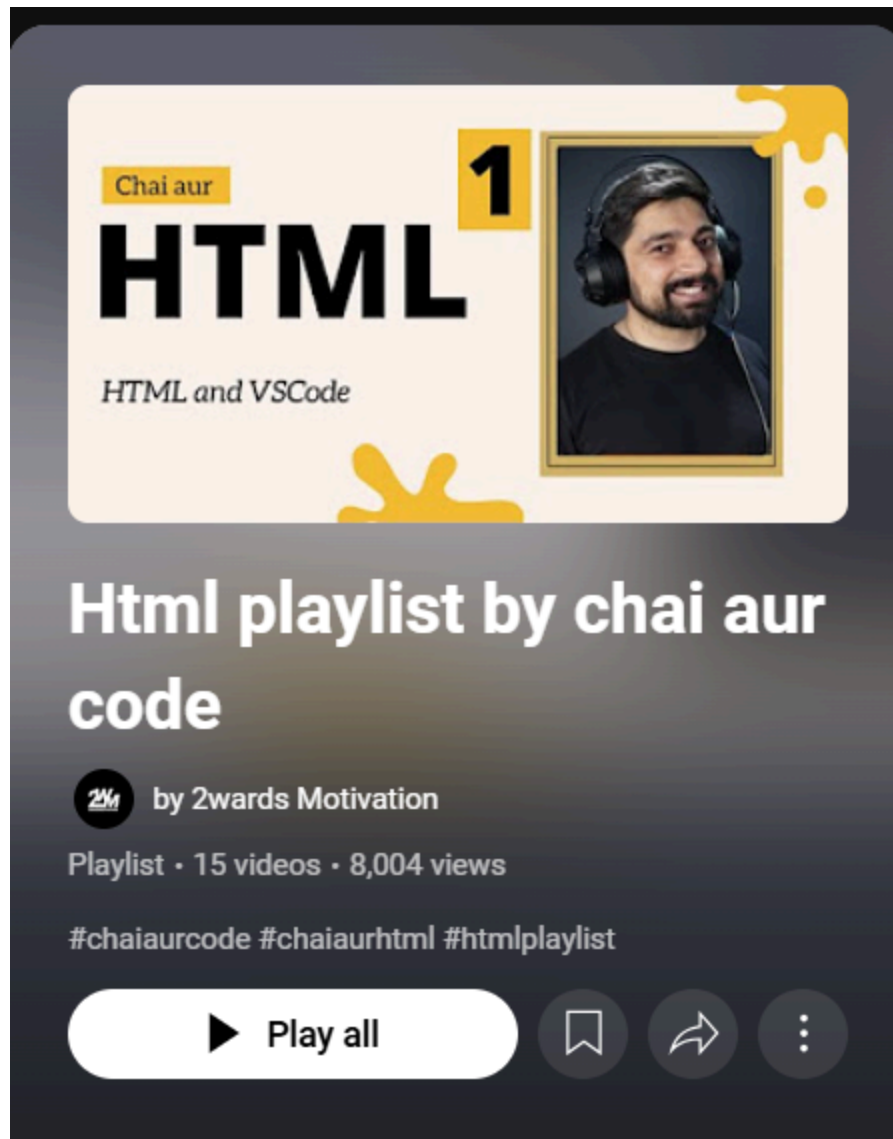 Chai aur
1
HTML
HTML and VSCode
Html playlist by chai aur
code
by 2wards Motivation
Playlist • 15 videos • 8,004 views
#chaiaurcode #chaiaurhtml #htmlplaylist
Play all